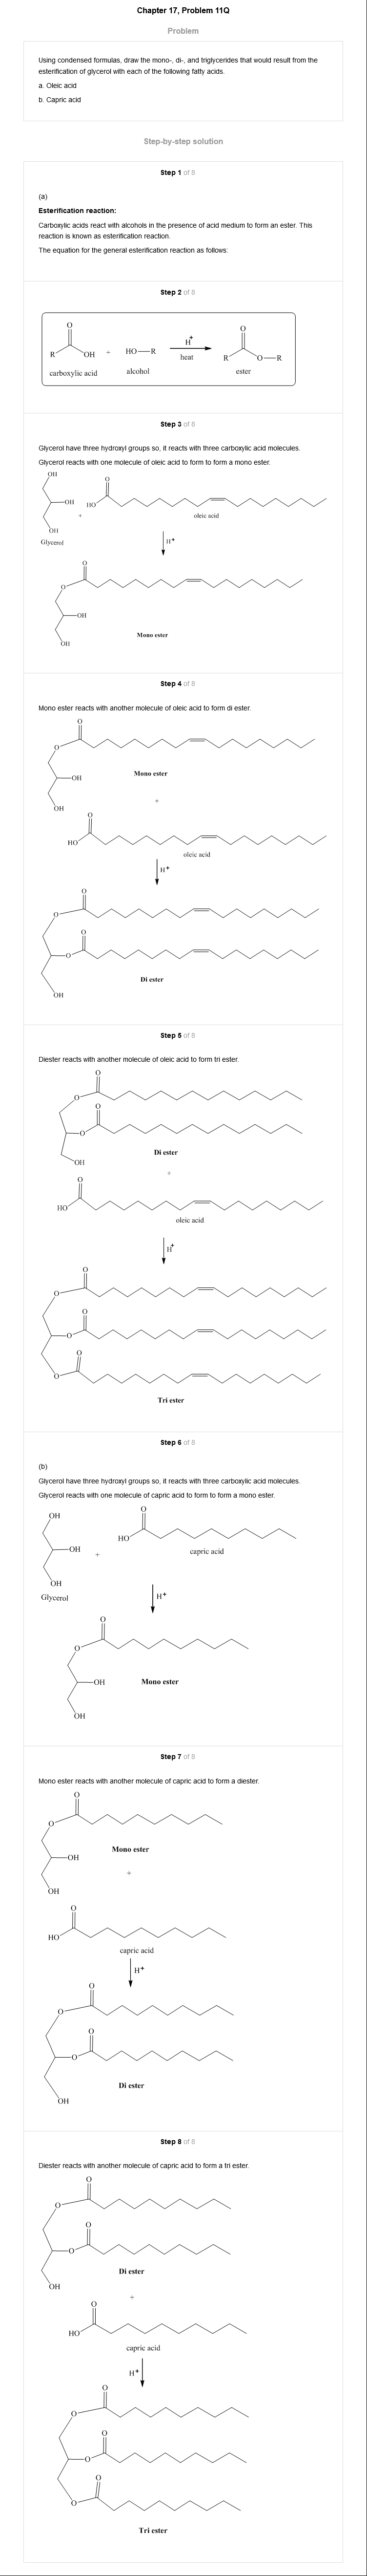 Chapter 17, Problem 11Q
Problem
Using condensed formulas, draw the mono-, di-, and triglycerides that would result from the
esterification of glycerol with each of the following fatty acids.
a. Oleic acid
b. Capric acid
Step-by-step solution
Step 1 of 8
(a)
Esterification reaction:
Carboxylic acids react with alcohols in the presence of acid medium to form an ester. This
reaction is known as esterification reaction.
The equation for the general esterification reaction as follows:
Step 2 of 8
O
R
OH
+
HO—R
H+
heat
O
R
O—R
carboxylic acid
alcohol
ester
Step 3 of 8
Glycerol have three hydroxyl groups so, it reacts with three carboxylic acid molecules.
Glycerol reacts with one molecule of oleic acid to form to form a mono ester.
OH
O
OH
HO
+
oleic acid
OH
Glycerol
H+
O
O
OH
Mono ester
OH
Step 4 of 8
Mono ester reacts with another molecule of oleic acid to form di ester.
O
O
Mono ester
OH
+
OH
O
HO
oleic acid
H+
O
O
O
O
Di ester
OH
Step 5 of 8
Diester reacts with another molecule of oleic acid to form tri ester.
O
O
O
O
Di ester
OH
+
O
HO
oleic acid
H+
O
O
O
O
O
O
Tri ester
Step 6 of 8
(b)
Glycerol have three hydroxyl groups so, it reacts with three carboxylic acid molecules.
Glycerol reacts with one molecule of capric acid to form to form a mono ester.
O
OH
HO
OH
capric acid
+
OH
Glycerol
H+
O
O
OH
Mono ester
OH
Step 7 of 8
Mono ester reacts with another molecule of capric acid to form a diester.
O
O
Mono ester
OH
+
OH
O
HO
capric acid
H+
O
O
O
O
Di ester
OH
Step 8 of 8
Diester reacts with another molecule of capric acid to form a tri ester.
O
O
O
O
Di ester
OH
+
O
HO
capric acid
H+
O
O
O
O
O
O
Tri ester